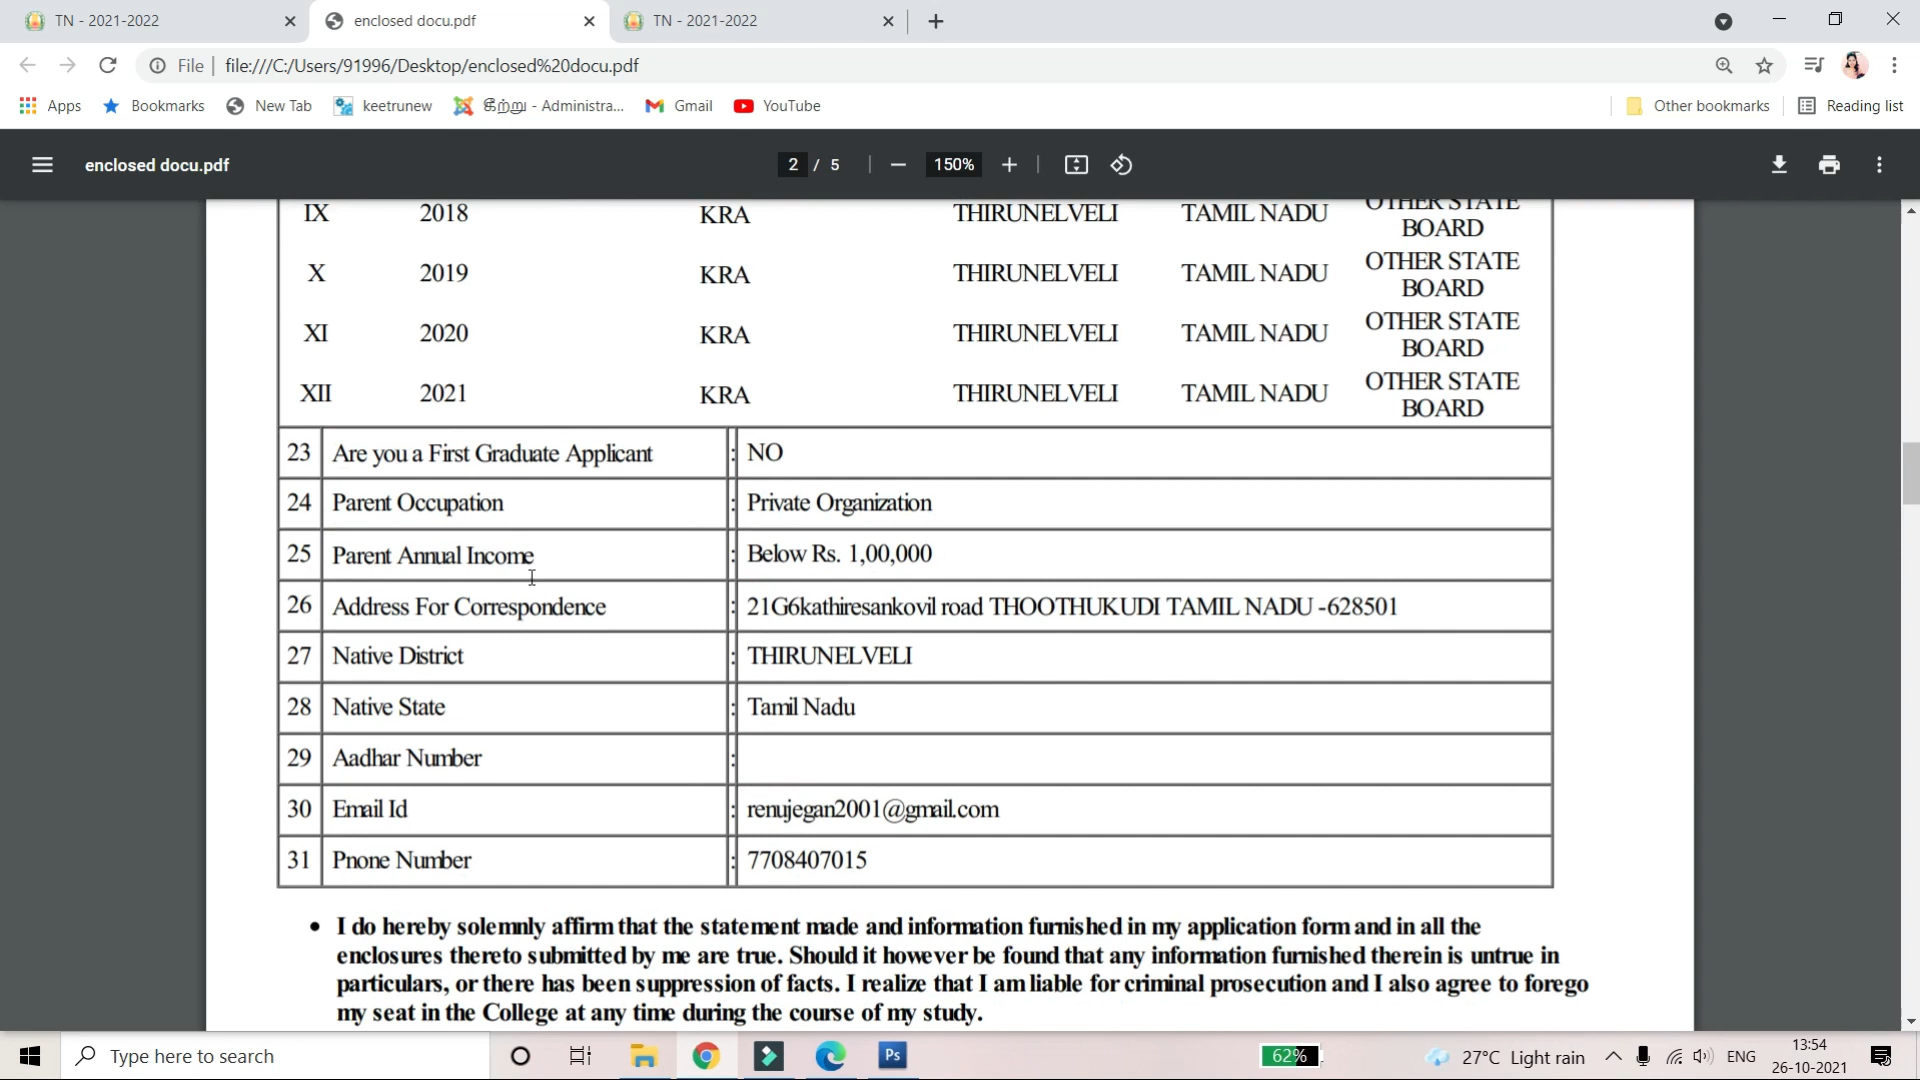 TN - 2021-2022
enclosed docu.pdf
TN - 2021-2022
File
file:///C:/Users/91996/Desktop/enclosed%20docu.pdf
Apps
Bookmarks
New Tab
keetrunew
கீற்று - Administra...
Gmail
YouTube
Other bookmarks
Reading list
enclosed docu.pdf
2 / 5
150%
IX 2018 KRA THIRUNELVELI TAMIL NADU OTHER STATE
BOARD
X 2019 KRA THIRUNELVELI TAMIL NADU OTHER STATE
BOARD
XI 2020 KRA THIRUNELVELI TAMIL NADU OTHER STATE
BOARD
XII 2021 KRA THIRUNELVELI TAMIL NADU OTHER STATE
BOARD
23 Are you a First Graduate Applicant : NO
24 Parent Occupation : Private Organization
25 Parent Annual Income : Below Rs. 1,00,000
26 Address For Correspondence : 21G6kathiresankovil road THOOTHUKUDI TAMIL NADU -628501
27 Native District : THIRUNELVELI
28 Native State : Tamil Nadu
29 Aadhar Number :
30 Email Id : renujegan2001@gmail.com
31 Pnone Number : 7708407015
• I do hereby solemnly affirm that the statement made and information furnished in my application form and in all the
enclosures thereto submitted by me are true. Should it however be found that any information furnished therein is untrue in
particulars, or there has been suppression of facts. I realize that I am liable for criminal prosecution and I also agree to forego
my seat in the College at any time during the course of my study.
Type here to search
Ps
62%
27°C Light rain
ENG
13:54
26-10-2021